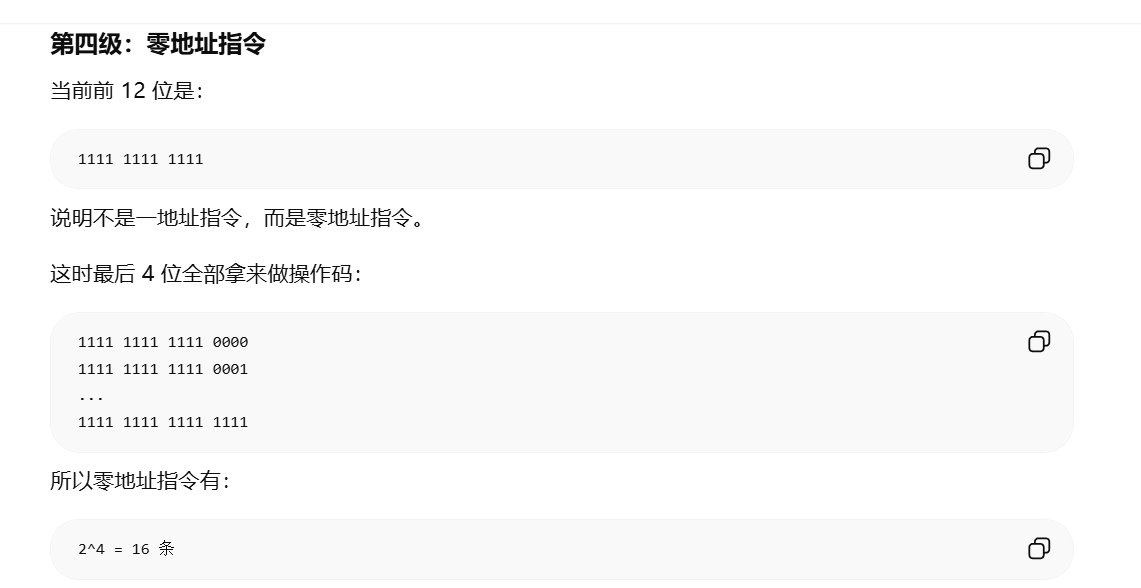 第四级：零地址指令
当前前 12 位是：
1111 1111 1111
说明不是一地址指令，而是零地址指令。
这时最后 4 位全部拿来做操作码：
1111 1111 1111 0000
1111 1111 1111 0001
...
1111 1111 1111 1111
所以零地址指令有：
2^4 = 16 条